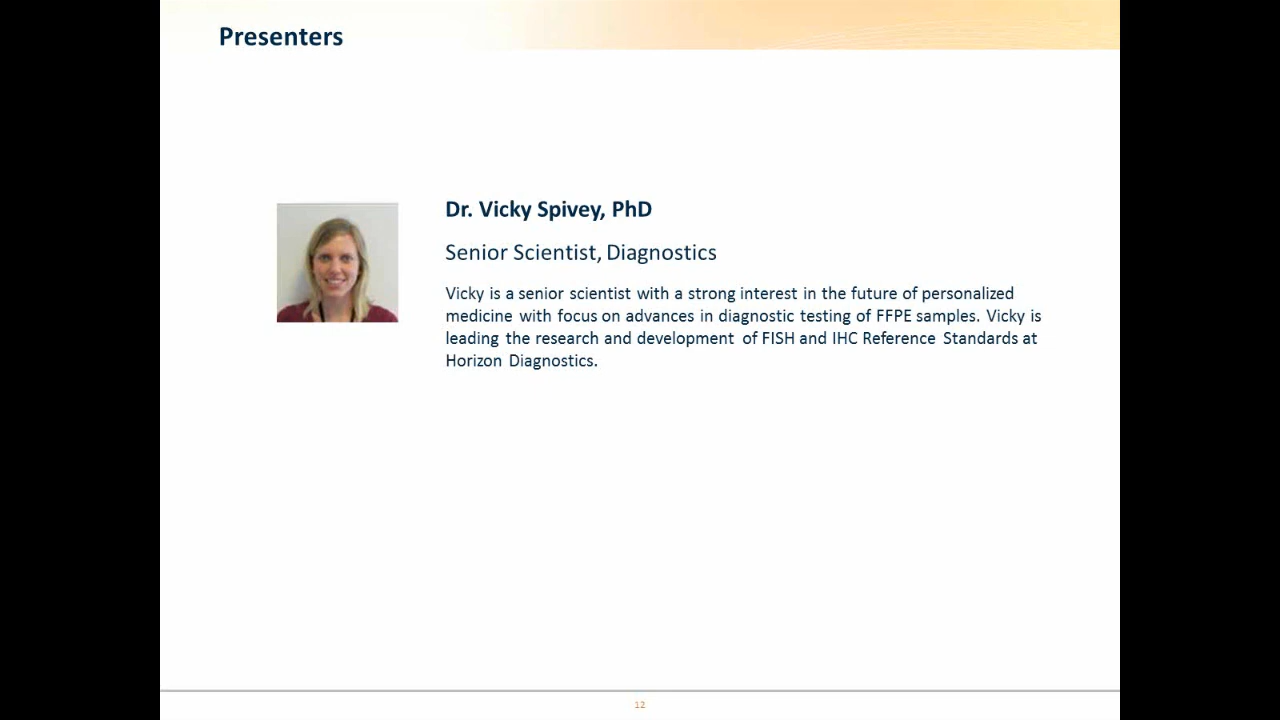 Presenters
Dr. Vicky Spivey, PhD
Senior Scientist, Diagnostics
Vicky is a senior scientist with a strong interest in the future of personalized
medicine with focus on advances in diagnostic testing of FFPE samples. Vicky is
leading the research and development of FISH and IHC Reference Standards at
Horizon Diagnostics.
12